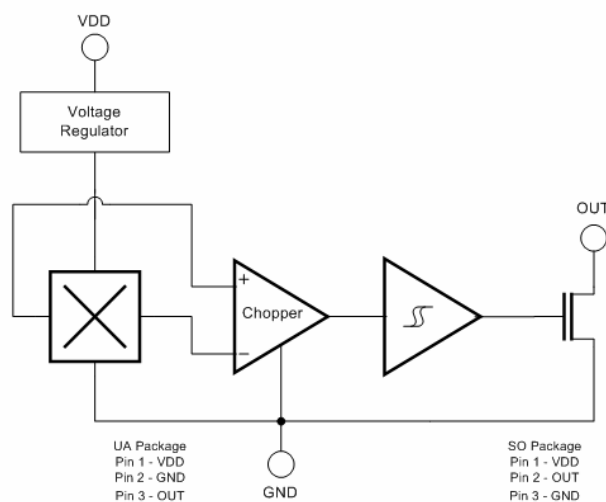 VDD
Voltage
Regulator
OUT
+
Chopper
−
GND
UA Package
Pin 1 - VDD
Pin 2 - GND
Pin 3 - OUT
SO Package
Pin 1 - VDD
Pin 2 - OUT
Pin 3 - GND